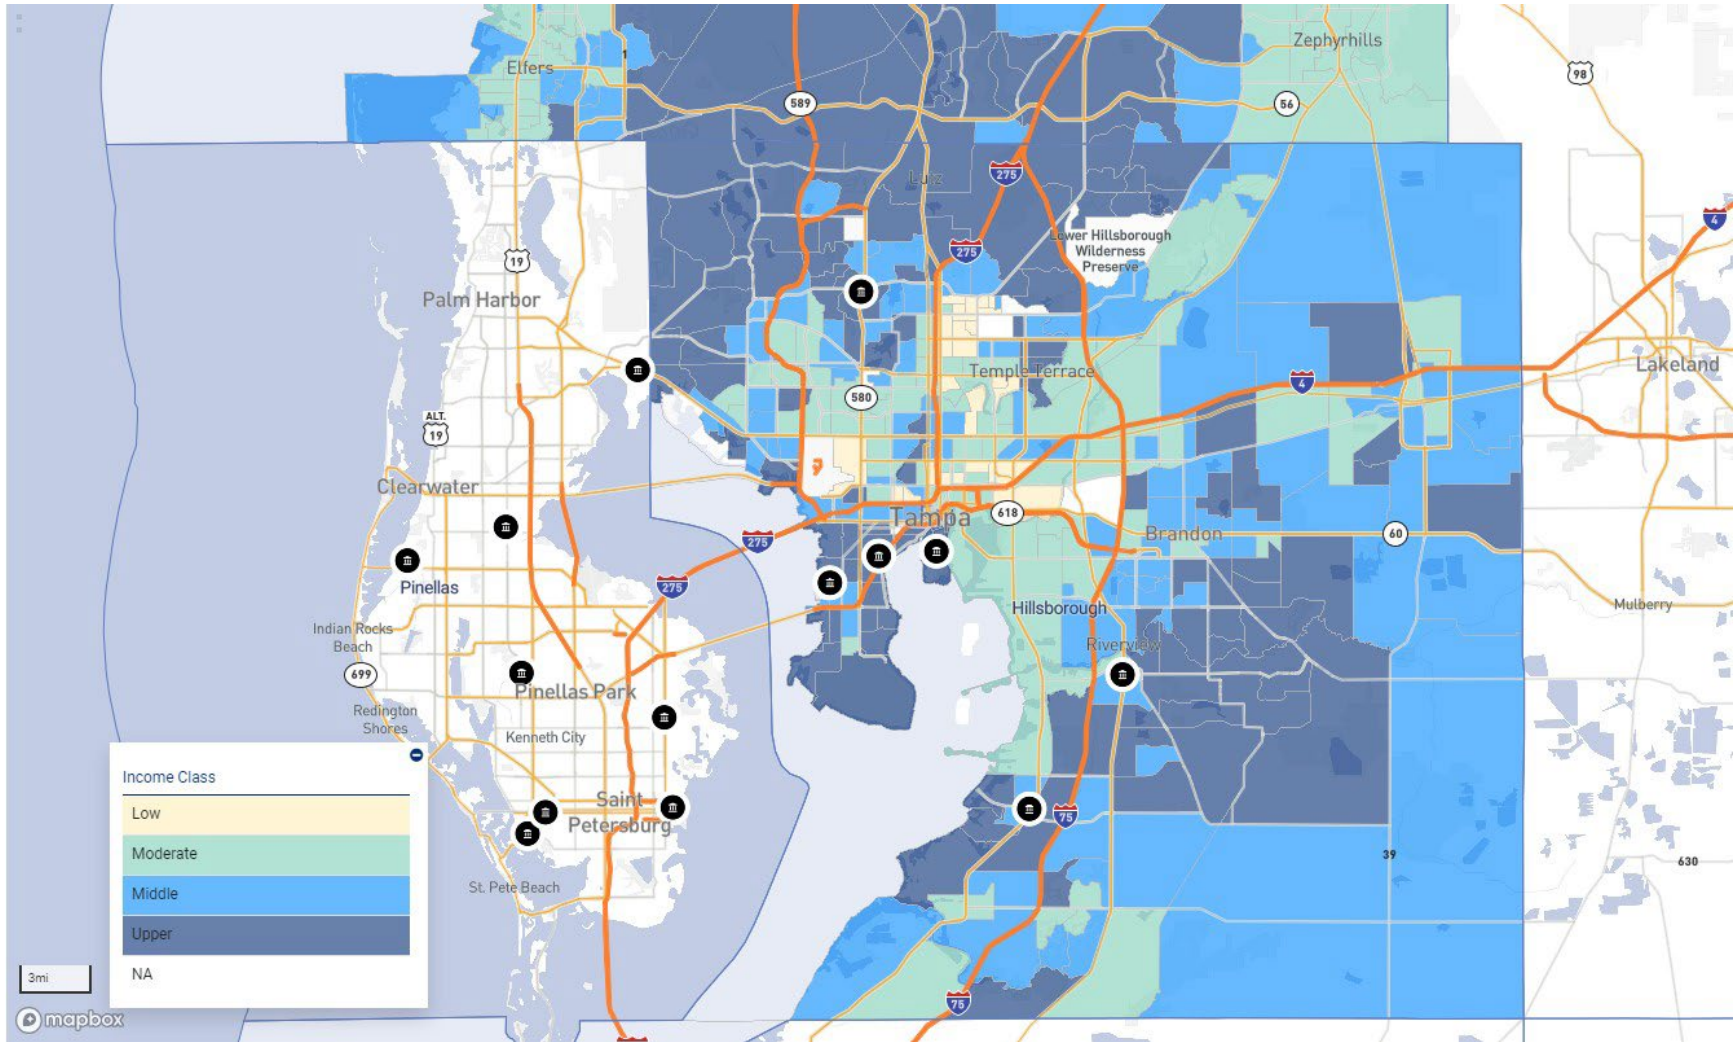 Zephyrhills
Elfers
1
98
589
56
Lutz
275
4
275
Lower Hillsborough
Wilderness
Preserve
19
Palm Harbor
Temple Terrace
Lakeland
4
580
ALT.
19
Clearwater
Tampa
618
Brandon
60
275
275
Pinellas
Hillsborough
Mulberry
Indian Rocks
Beach
Riverview
699
Pinellas Park
Redington
Shores
Kenneth City
Saint
Petersburg
75
39
630
St. Pete Beach
75
Income Class
Low
Moderate
Middle
Upper
NA
3mi
mapbox